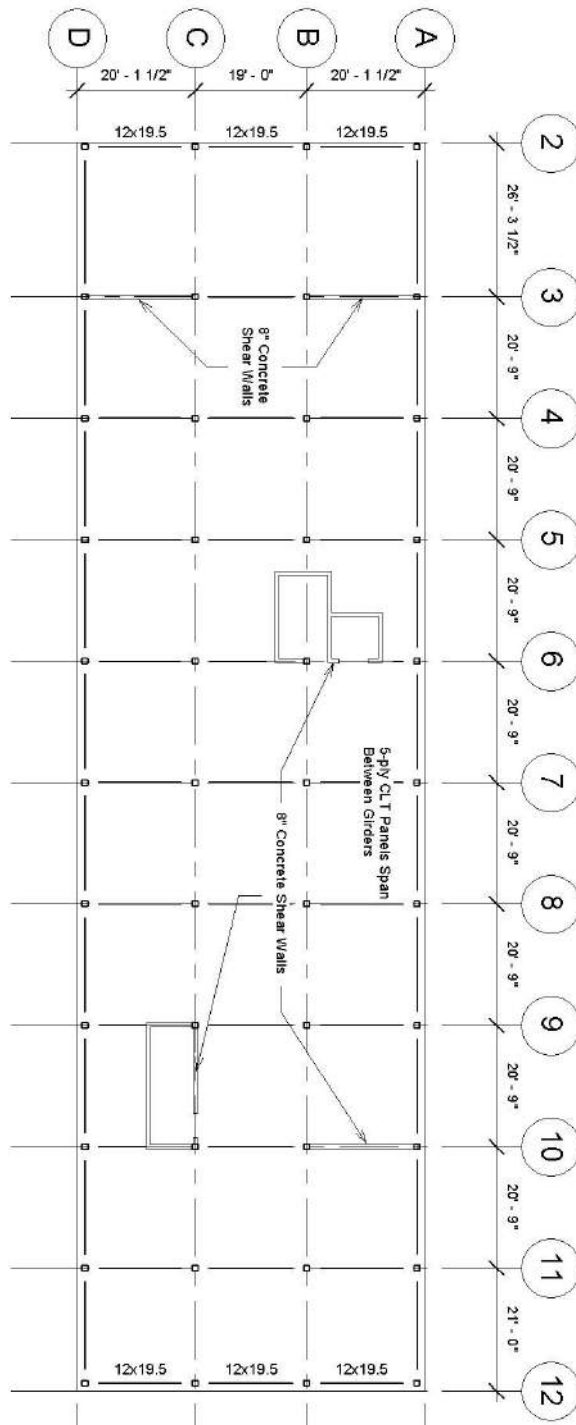 D
C
B
A
20' - 1 1/2"
19' - 0"
20' - 1 1/2"
12x19.5
12x19.5
12x19.5
2
26' - 3 1/2"
3
8" Concrete
Shear Walls
20' - 9"
4
20' - 9"
5
20' - 9"
6
20' - 9"
5-ply CLT Panels Span
Between Girders
7
20' - 9"
8" Concrete Shear Walls
8
20' - 9"
9
20' - 9"
10
20' - 9"
11
21' - 0"
12x19.5
12x19.5
12x19.5
12